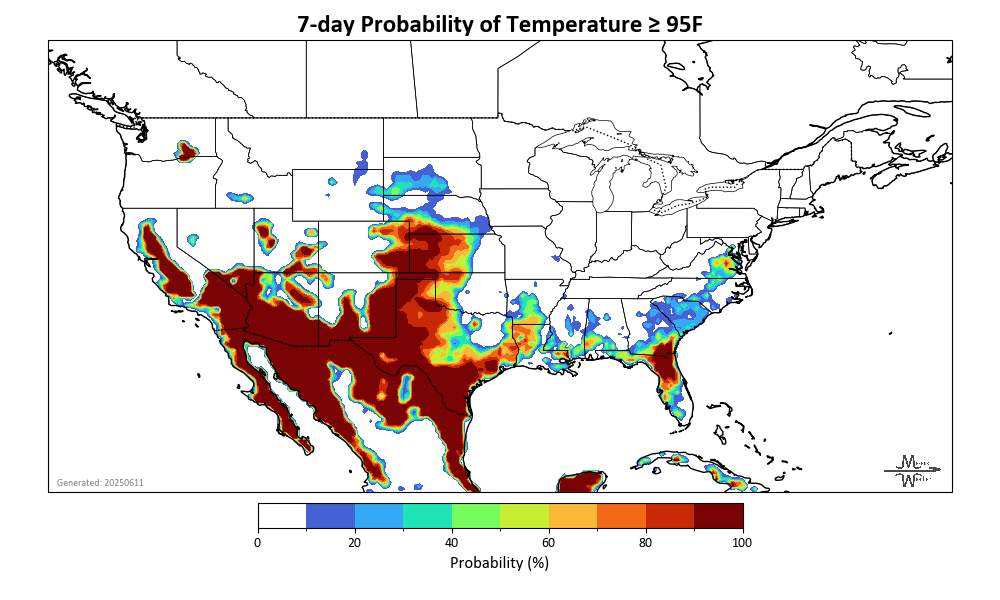 7-day Probability of Temperature ≥ 95F
Generated: 20250611
0 20 40 60 80 100
Probability (%)